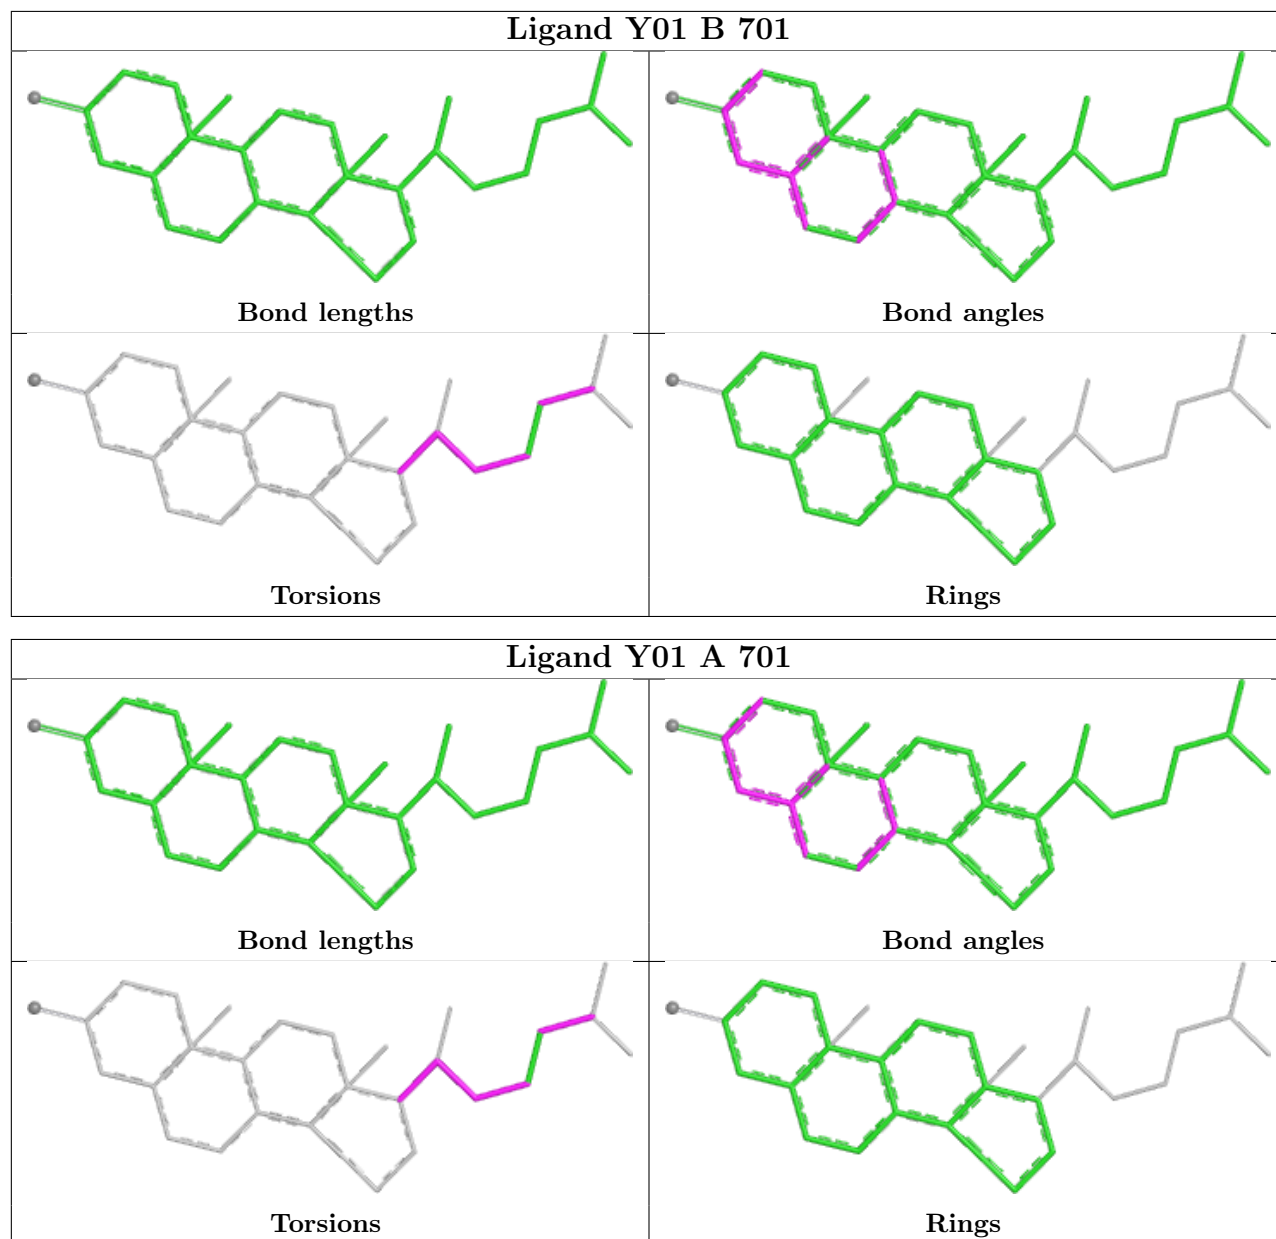 Ligand Y01 B 701
Bond lengths
Bond angles
Torsions
Rings
Ligand Y01 A 701
Bond lengths
Bond angles
Torsions
Rings